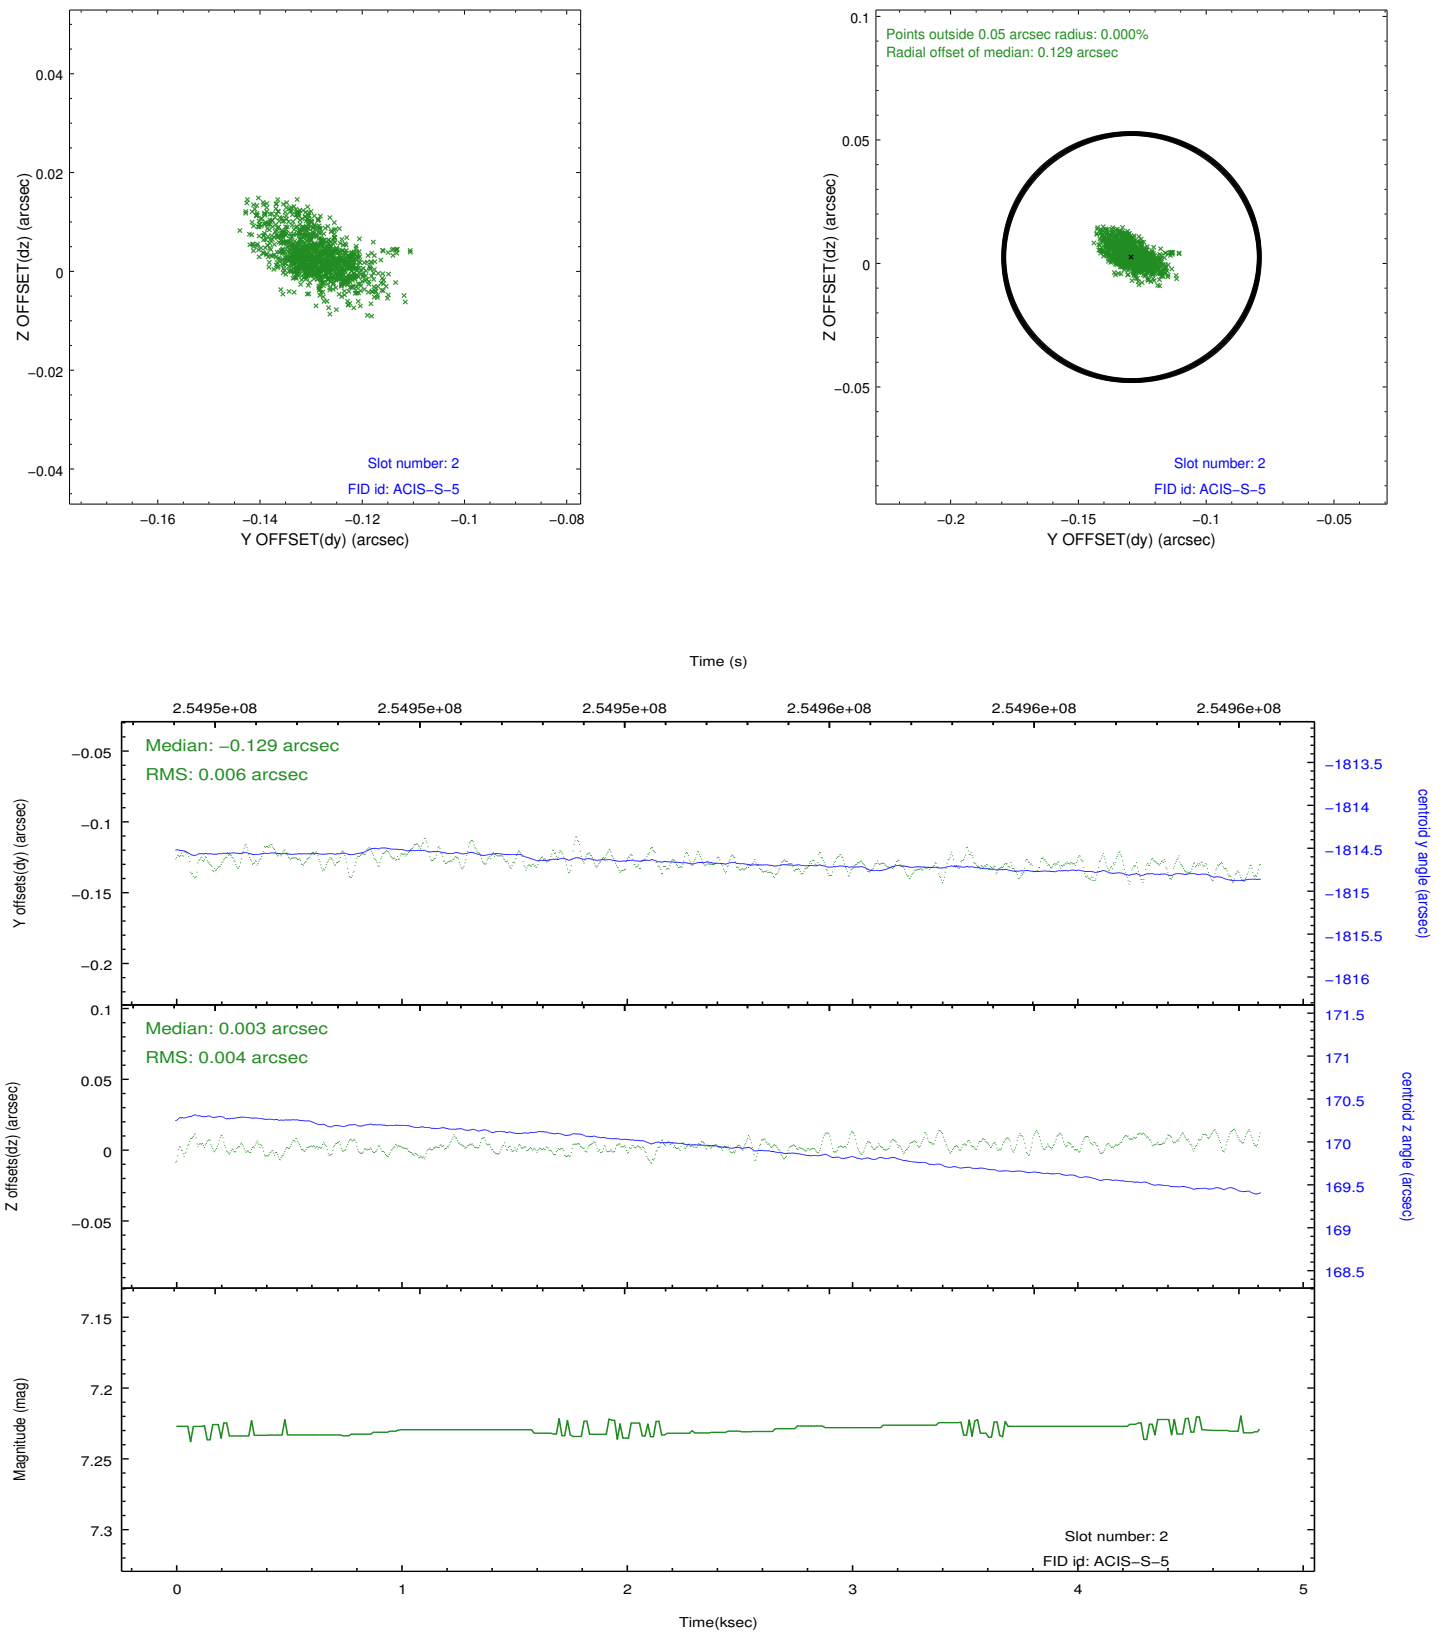 0.04
0.02
0
−0.02
−0.04
Z OFFSET(dz) (arcsec)
Slot number: 2
FID id: ACIS−S−5
−0.16
−0.14
−0.12
−0.1
−0.08
Y OFFSET(dy) (arcsec)
0.1
0.05
0
−0.05
Z OFFSET(dz) (arcsec)
Points outside 0.05 arcsec radius: 0.000%
Radial offset of median: 0.129 arcsec
Slot number: 2
FID id: ACIS−S−5
−0.2
−0.15
−0.1
−0.05
Y OFFSET(dy) (arcsec)
Time (s)
2.5495e+08
2.5495e+08
2.5495e+08
2.5496e+08
2.5496e+08
2.5496e+08
Median: −0.129 arcsec
RMS: 0.006 arcsec
−0.05
−0.1
−0.15
−0.2
Y offsets(dy) (arcsec)
−1813.5
−1814
−1814.5
−1815
−1815.5
−1816
centroid y angle (arcsec)
Median: 0.003 arcsec
RMS: 0.004 arcsec
0.1
0.05
0
−0.05
Z offsets(dz) (arcsec)
171.5
171
170.5
170
169.5
169
168.5
centroid z angle (arcsec)
7.15
7.2
7.25
7.3
Magnitude (mag)
Slot number: 2
FID id: ACIS−S−5
0
1
2
3
4
5
Time(ksec)